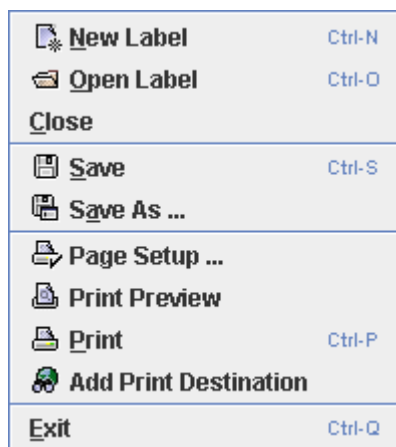 New Label Ctrl-N
Open Label Ctrl-O
Close
Save Ctrl-S
Save As ...
Page Setup ...
Print Preview
Print Ctrl-P
Add Print Destination
Exit Ctrl-Q